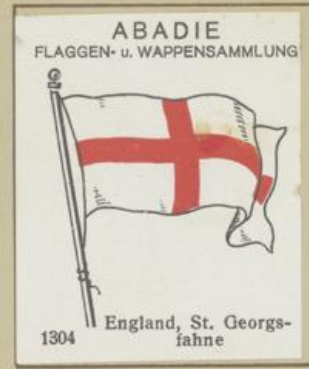 ABADIE
FLAGGEN- u. WAPPENSAMMLUNG
1304
England, St. Georgs-
fahne